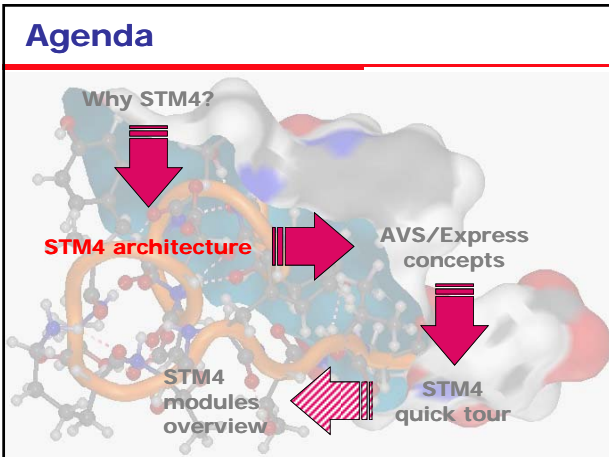 Agenda
Why STM4?
STM4 architecture
AVS/Express
concepts
STM4
quick tour
STM4
modules
overview